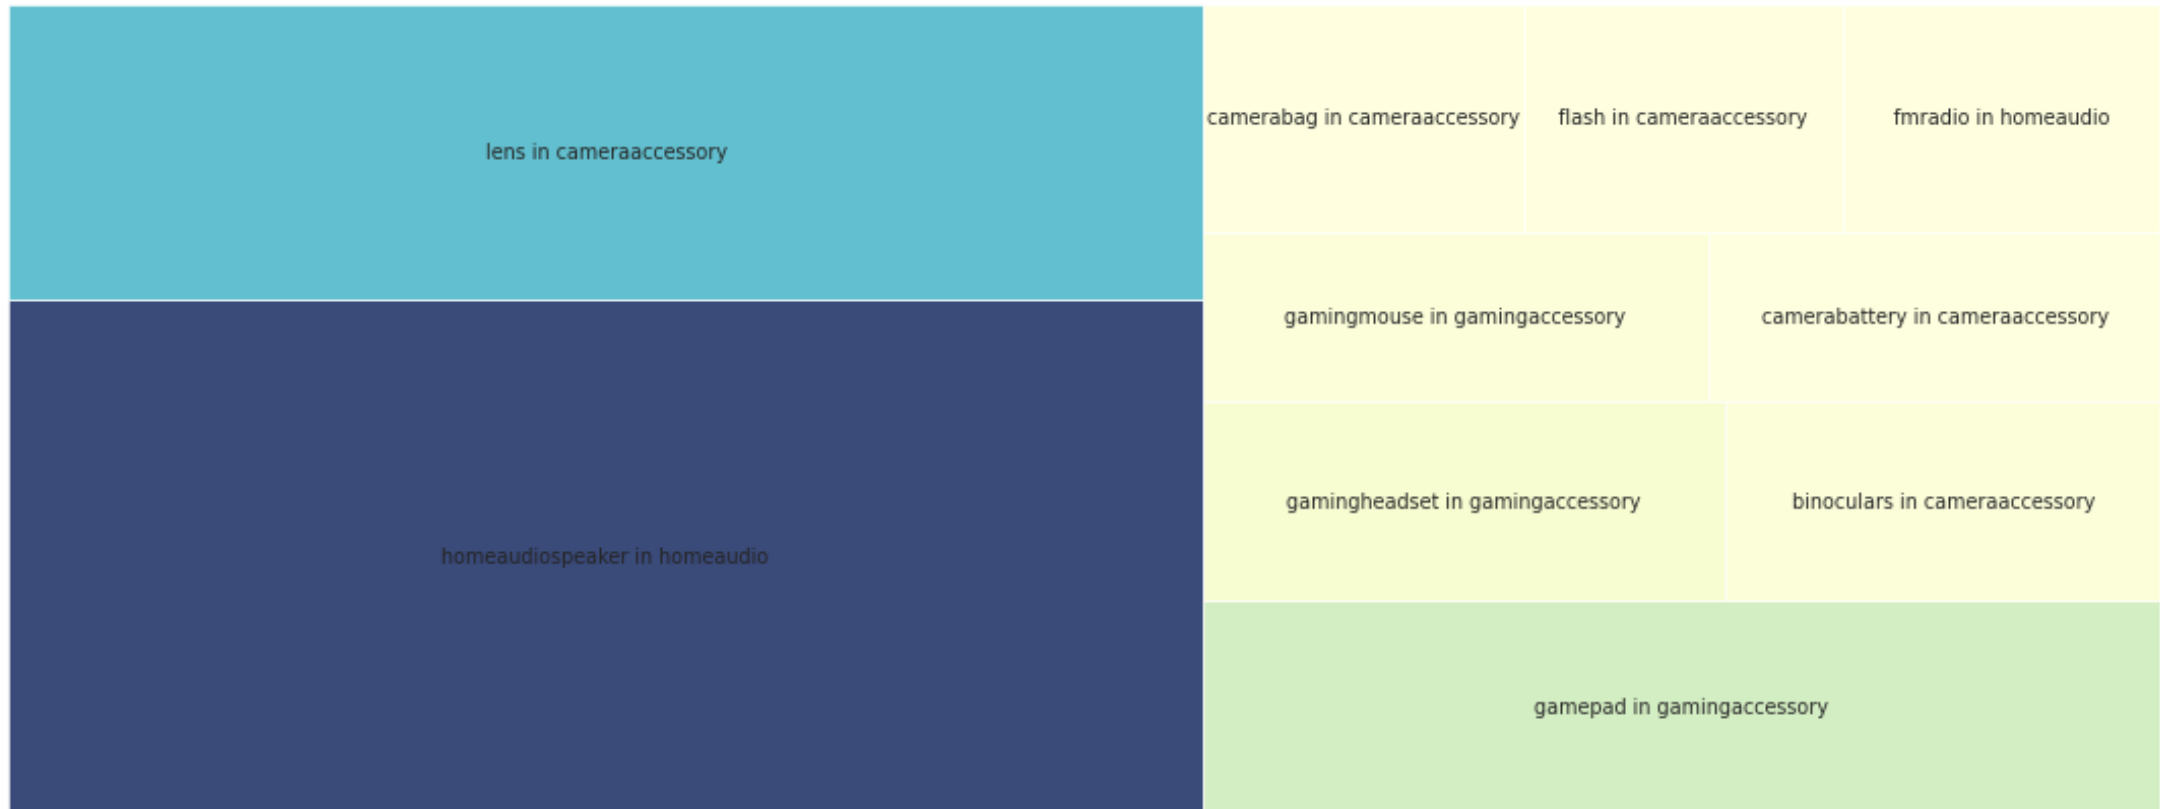 lens in cameraaccessory
homeaudiospeaker in homeaudio
camerabag in cameraaccessory
flash in cameraaccessory
fmradio in homeaudio
gamingmouse in gamingaccessory
camerabattery in cameraaccessory
gamingheadset in gamingaccessory
binoculars in cameraaccessory
gamepad in gamingaccessory